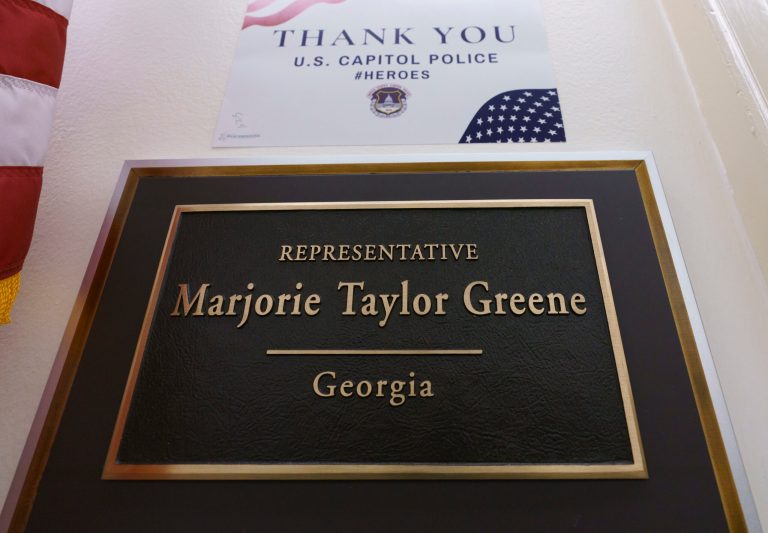 THANK YOU
U.S. CAPITOL POLICE
#HEROES
REPRESENTATIVE
Marjorie Taylor Greene
Georgia